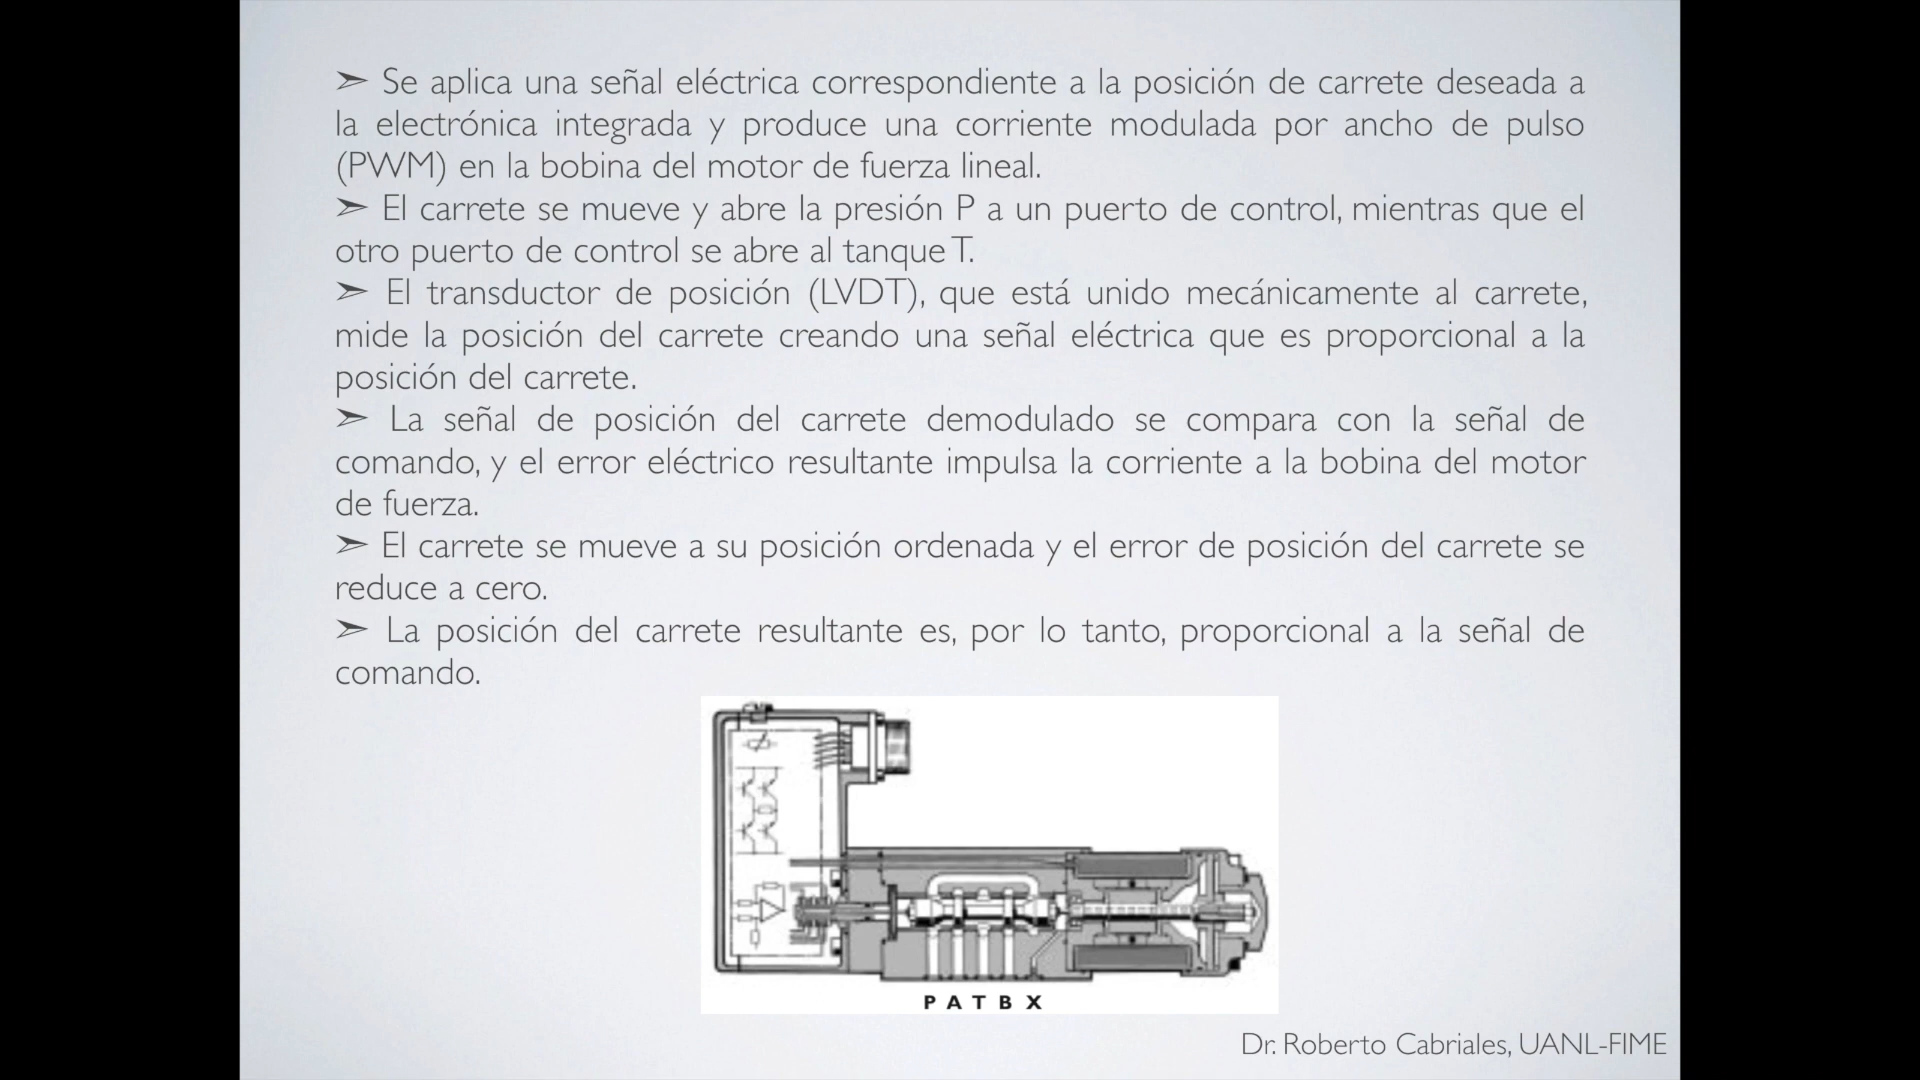 ➣ Se aplica una señal eléctrica correspondiente a la posición de carrete deseada a
la electrónica integrada y produce una corriente modulada por ancho de pulso
(PWM) en la bobina del motor de fuerza lineal.
➣ El carrete se mueve y abre la presión P a un puerto de control, mientras que el
otro puerto de control se abre al tanque T.
➣ El transductor de posición (LVDT), que está unido mecánicamente al carrete,
mide la posición del carrete creando una señal eléctrica que es proporcional a la
posición del carrete.
➣ La señal de posición del carrete demodulado se compara con la señal de
comando, y el error eléctrico resultante impulsa la corriente a la bobina del motor
de fuerza.
➣ El carrete se mueve a su posición ordenada y el error de posición del carrete se
reduce a cero.
➣ La posición del carrete resultante es, por lo tanto, proporcional a la señal de
comando.
P A T B X
Dr. Roberto Cabriales, UANL-FIME